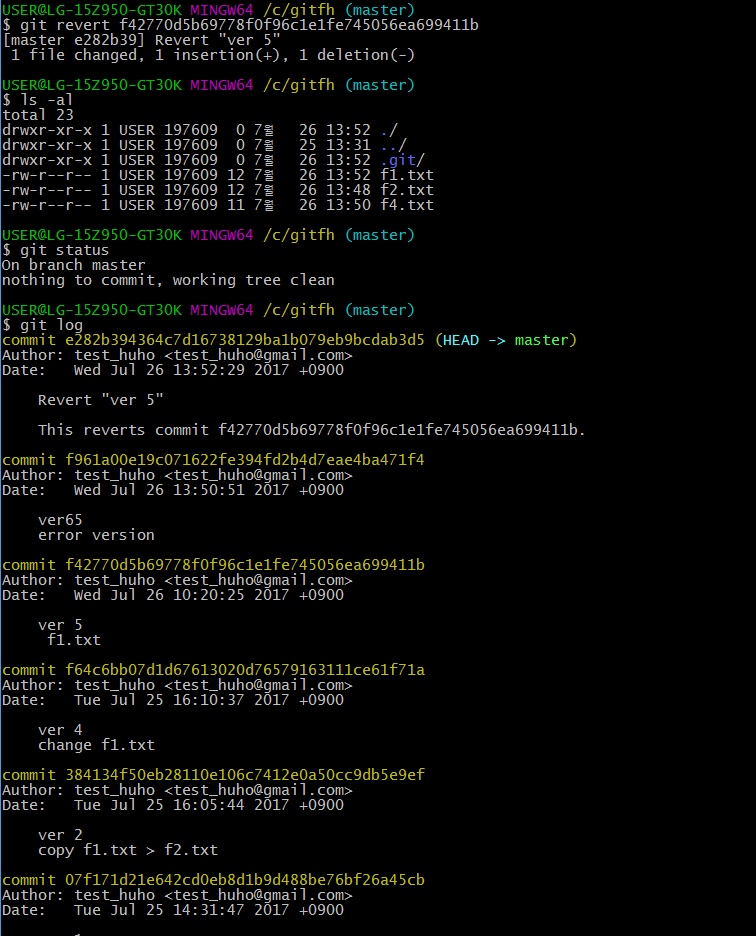 USER@LG-15Z950-GT30K MINGW64 /c/gitfh (master)
$ git revert f42770d5b69778f0f96c1e1fe745056ea699411b
[master e282b39] Revert "ver 5"
 1 file changed, 1 insertion(+), 1 deletion(-)

USER@LG-15Z950-GT30K MINGW64 /c/gitfh (master)
$ ls -al
total 23
drwxr-xr-x 1 USER 197609  0 7월   26 13:52 ./
drwxr-xr-x 1 USER 197609  0 7월   25 13:31 ../
drwxr-xr-x 1 USER 197609  0 7월   26 13:52 .git/
-rw-r--r-- 1 USER 197609 12 7월   26 13:52 f1.txt
-rw-r--r-- 1 USER 197609 12 7월   26 13:48 f2.txt
-rw-r--r-- 1 USER 197609 11 7월   26 13:50 f4.txt

USER@LG-15Z950-GT30K MINGW64 /c/gitfh (master)
$ git status
On branch master
nothing to commit, working tree clean

USER@LG-15Z950-GT30K MINGW64 /c/gitfh (master)
$ git log
commit e282b394364c7d16738129ba1b079eb9bcdab3d5 (HEAD -> master)
Author: test_huho <test_huho@gmail.com>
Date:   Wed Jul 26 13:52:29 2017 +0900

    Revert "ver 5"

    This reverts commit f42770d5b69778f0f96c1e1fe745056ea699411b.

commit f961a00e19c071622fe394fd2b4d7eae4ba471f4
Author: test_huho <test_huho@gmail.com>
Date:   Wed Jul 26 13:50:51 2017 +0900

    ver65
    error version

commit f42770d5b69778f0f96c1e1fe745056ea699411b
Author: test_huho <test_huho@gmail.com>
Date:   Wed Jul 26 10:20:25 2017 +0900

    ver 5
     f1.txt

commit f64c6bb07d1d67613020d76579163111ce61f71a
Author: test_huho <test_huho@gmail.com>
Date:   Tue Jul 25 16:10:37 2017 +0900

    ver 4
    change f1.txt

commit 384134f50eb28110e106c7412e0a50cc9db5e9ef
Author: test_huho <test_huho@gmail.com>
Date:   Tue Jul 25 16:05:44 2017 +0900

    ver 2
    copy f1.txt > f2.txt

commit 07f171d21e642cd0eb8d1b9d488be76bf26a45cb
Author: test_huho <test_huho@gmail.com>
Date:   Tue Jul 25 14:31:47 2017 +0900